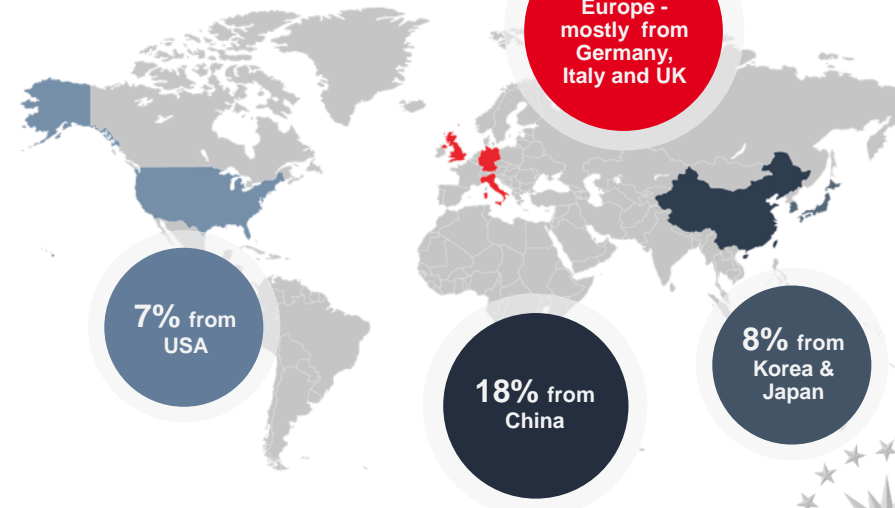 Europe -
mostly from
Germany,
Italy and UK
7% from
USA
18% from
China
8% from
Korea &
Japan